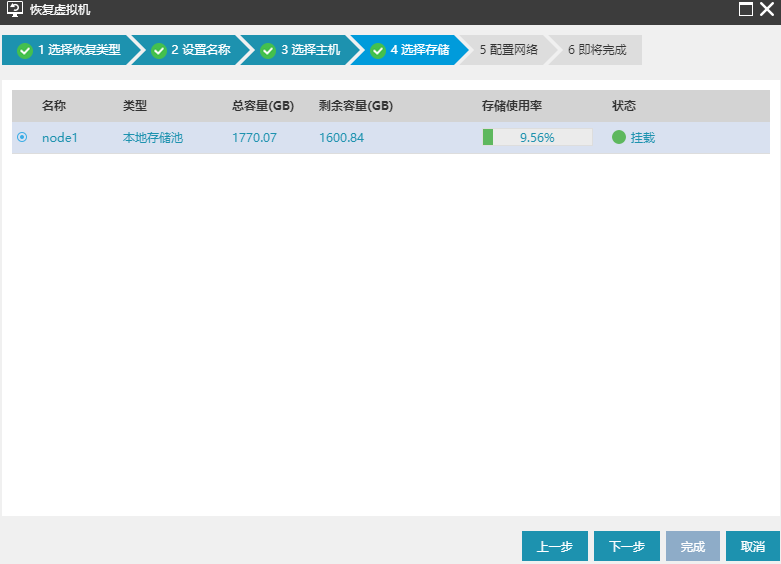 恢复虚拟机
1 选择恢复类型 2 设置名称 3 选择主机 4 选择存储 5 配置网络 6 即将完成
名称 类型 总容量(GB) 剩余容量(GB) 存储使用率 状态
node1 本地存储池 1770.07 1600.84 9.56% 挂载
上一步 下一步 完成 取消